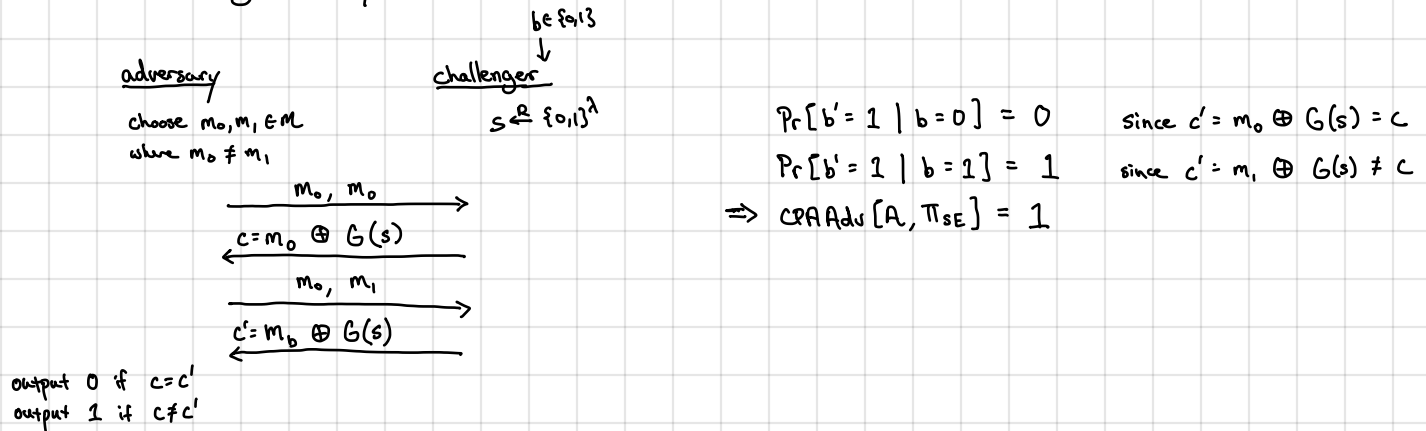 b∈{0,1}
adversary
challenger
choose m₀, m₁ ∈ M
where m₀ ≠ m₁
s ←ᴿ {0,1}^λ
m₀, m₀
c = m₀ ⊕ G(s)
m₀, m₁
c' = m_b ⊕ G(s)
output 0 if c=c'
output 1 if c≠c'
Pr[b' = 1 | b=0] = 0 since c' = m₀ ⊕ G(s) = c
Pr[b' = 1 | b = 1] = 1 since c' = m₁ ⊕ G(s) ≠ c
⇒ CPAAdv[A, Π_SE] = 1